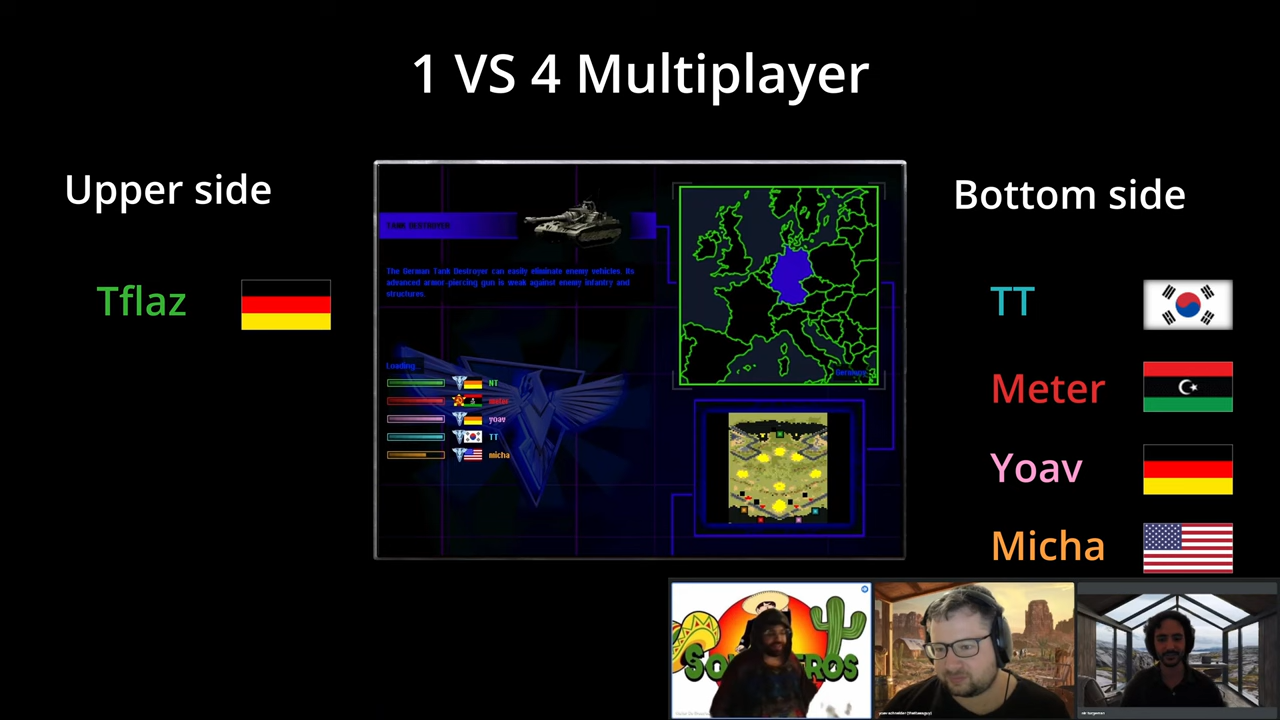 1 VS 4 Multiplayer
Upper side
Bottom side
Tflaz
TT
Meter
Yoav
Micha
TANK DESTROYER
The German Tank Destroyer can easily eliminate enemy vehicles. Its
advanced armor-piercing gun is weak against enemy infantry and
structures.
Loading...
NT
meter
yoav
TT
micha
Germany